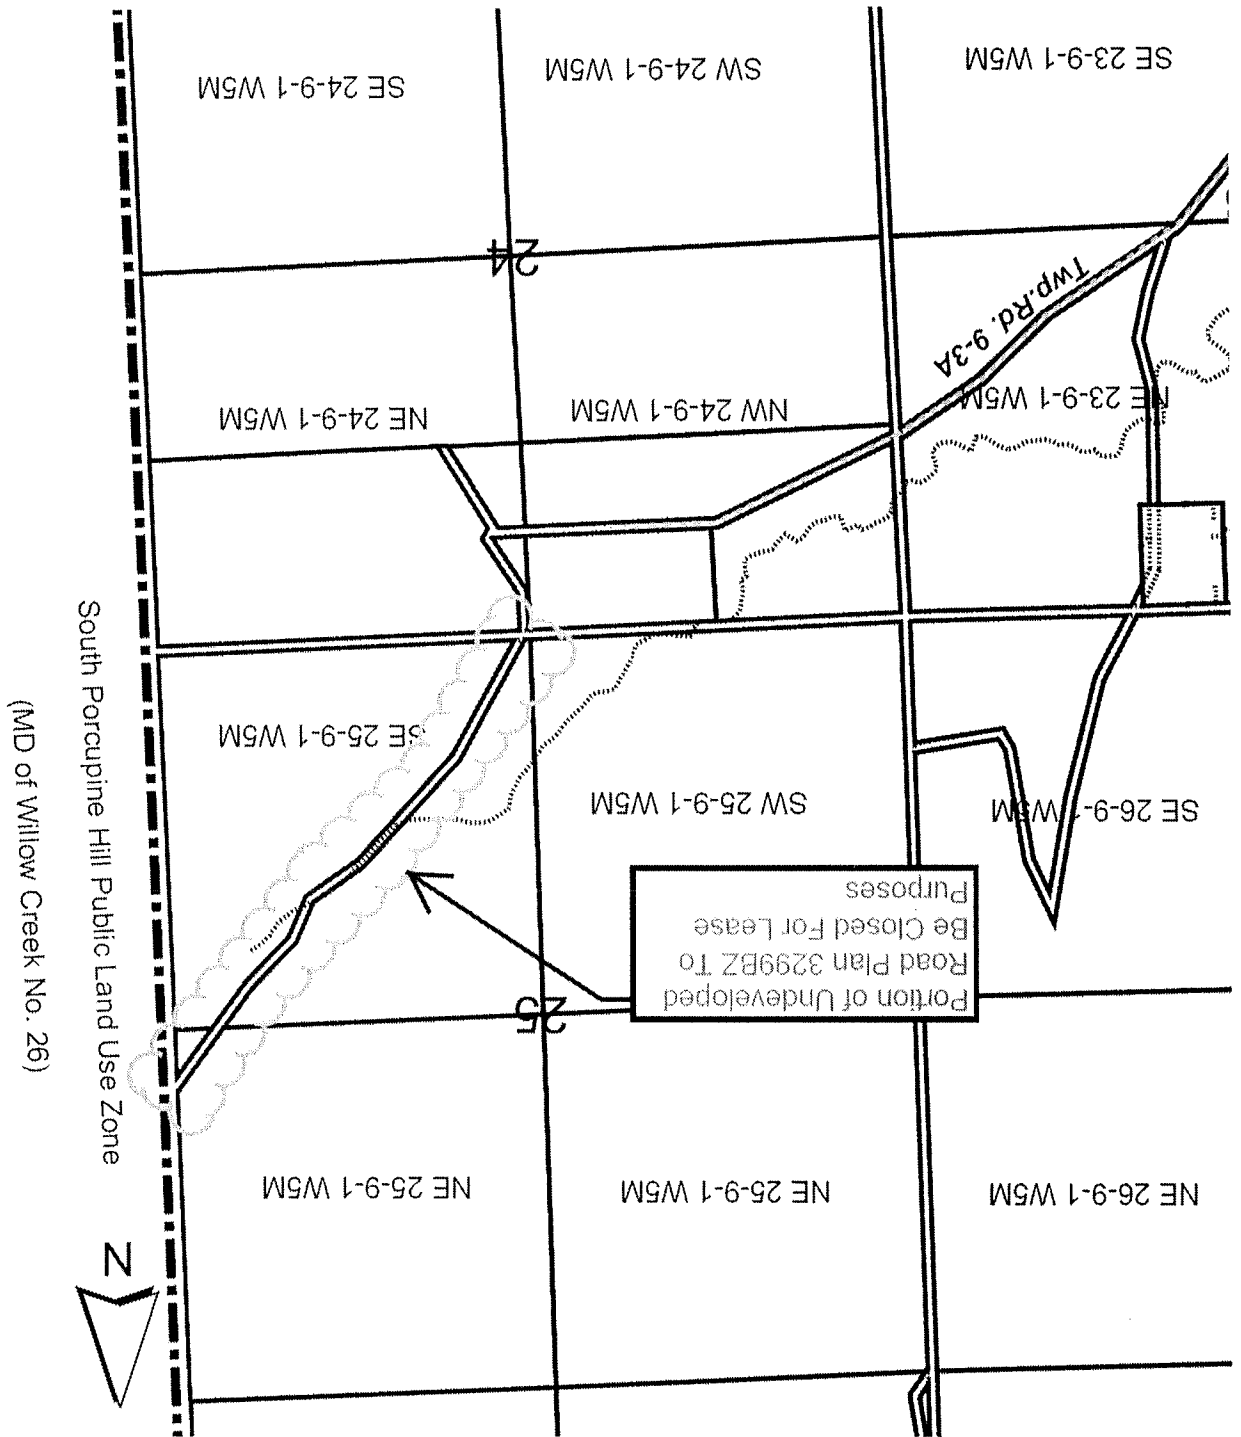 N
NE 26-9-1 W5M
NE 25-9-1 W5M
NE 25-9-1 W5M
25
Portion of Undeveloped
Road Plan 3299BZ To
Be Closed For Lease
Purposes
SE 26-9-1 W5M
SW 25-9-1 W5M
SE 25-9-1 W5M
South Porcupine Hill Public Land Use Zone
(MD of Willow Creek No. 26)
NE 23-9-1 W5M
NW 24-9-1 W5M
NE 24-9-1 W5M
Twp.Rd. 9-3A
24
SE 23-9-1 W5M
SW 24-9-1 W5M
SE 24-9-1 W5M